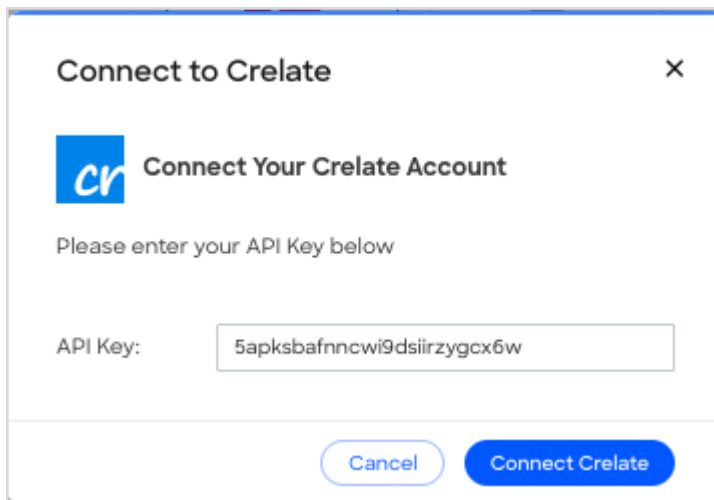 Connect to Crelate
cr
Connect Your Crelate Account
Please enter your API Key below
API Key: 5apksbafnncwi9dsiirzygcx6w
Cancel Connect Crelate